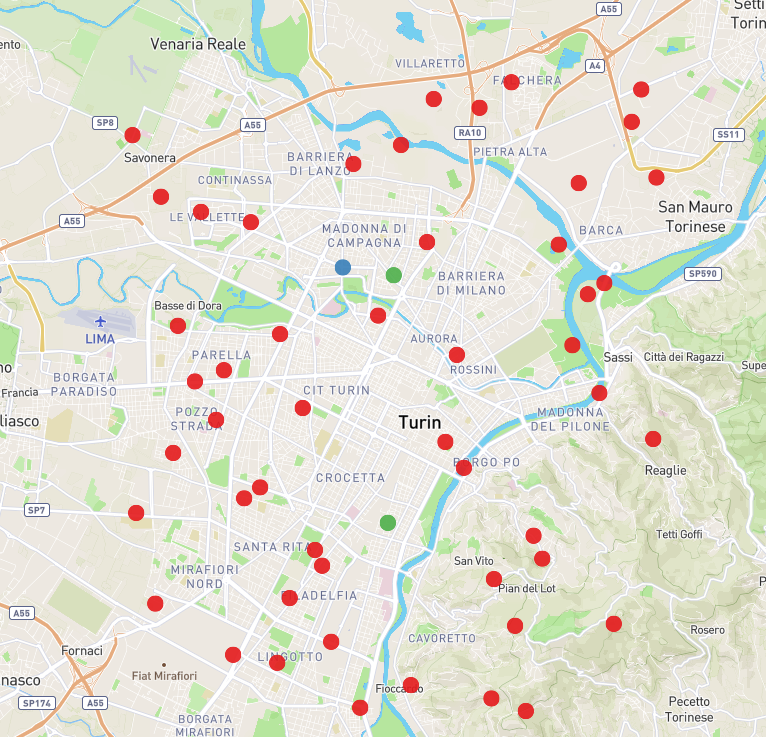 A55
Setti
Torin
ento
Venaria Reale
VILLARETTO
A4
FALCHERA
SP8
A55
RA10
SS11
Savonera
BARRIERA
DI LANZO
PIETRA ALTA
CONTINASSA
LE VALLETTE
San Mauro
Torinese
A55
MADONNA DI
CAMPAGNA
BARCA
SP590
BARRIERA
DI MILANO
Basse di Dora
LIMA
AURORA
PARELLA
Sassi
Città dei Ragazzi
no
ROSSINI
Supe
BORGATA
PARADISO
Francia
CIT TURIN
liasco
POZZO
STRADA
Turin
MADONNA
DEL PILONE
BORGO PO
Reaglie
CROCETTA
SP7
Tetti Goffi
SANTA RITA
San Vito
MIRAFIORI
NORD
Pian del Lot
P
FILADELFIA
A55
Rosero
CAVORETTO
Fornaci
LINGOTTO
Fiat Mirafiori
nasco
Fioccardo
SP174
A55
Pecetto
Torinese
BORGATA
MIRAFIORI